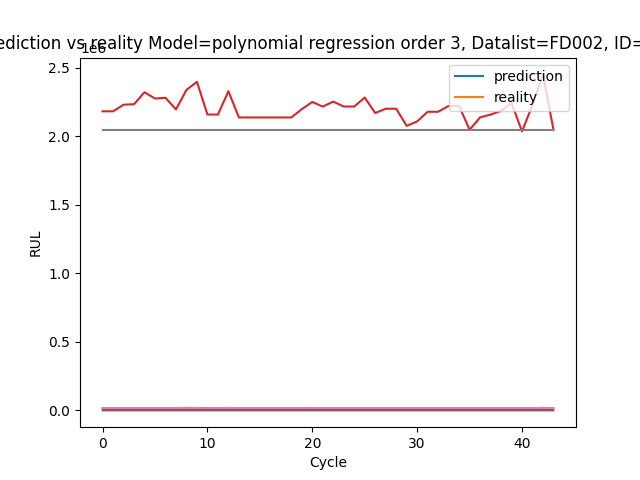 ediction vs reality Model=polynomial regression order 3, Datalist=FD002, ID=
1e6
prediction
reality
2.5
2.0
1.5
1.0
0.5
0.0
RUL
0 10 20 30 40
Cycle